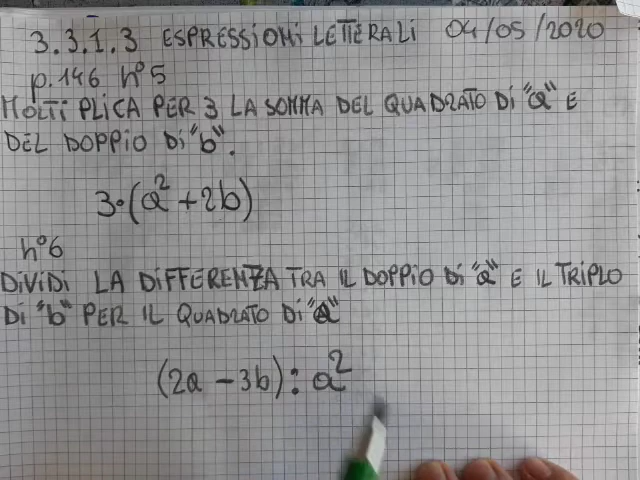 3.3.1.3 ESPRESSIONI LETTERALI 04/05/2020
p.146 n°5
MOLTIPLICA PER 3 LA SOMMA DEL QUADRATO DI "a" E
DEL DOPPIO DI "b".
3·(a²+2b)
n°6
DIVIDI LA DIFFERENZA TRA IL DOPPIO DI "a" E IL TRIPLO
DI "b" PER IL QUADRATO DI "a"
(2a-3b):a²